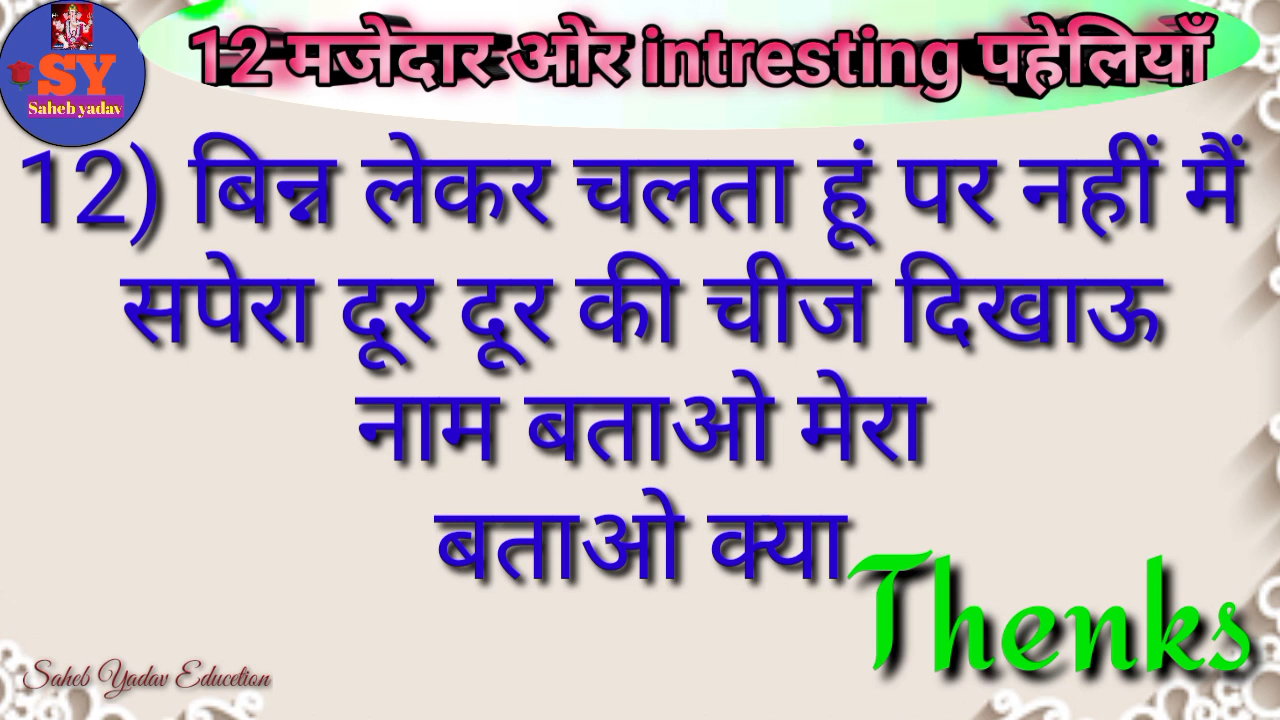 SY
Saheb yadav
12 मजेदार ओर intresting पहेलियाँ
12) बिन्न लेकर चलता हूं पर नहीं मैं
सपेरा दूर दूर की चीज दिखाऊ
नाम बताओ मेरा
बताओ क्या
Thenks
Saheb Yadav Educetion